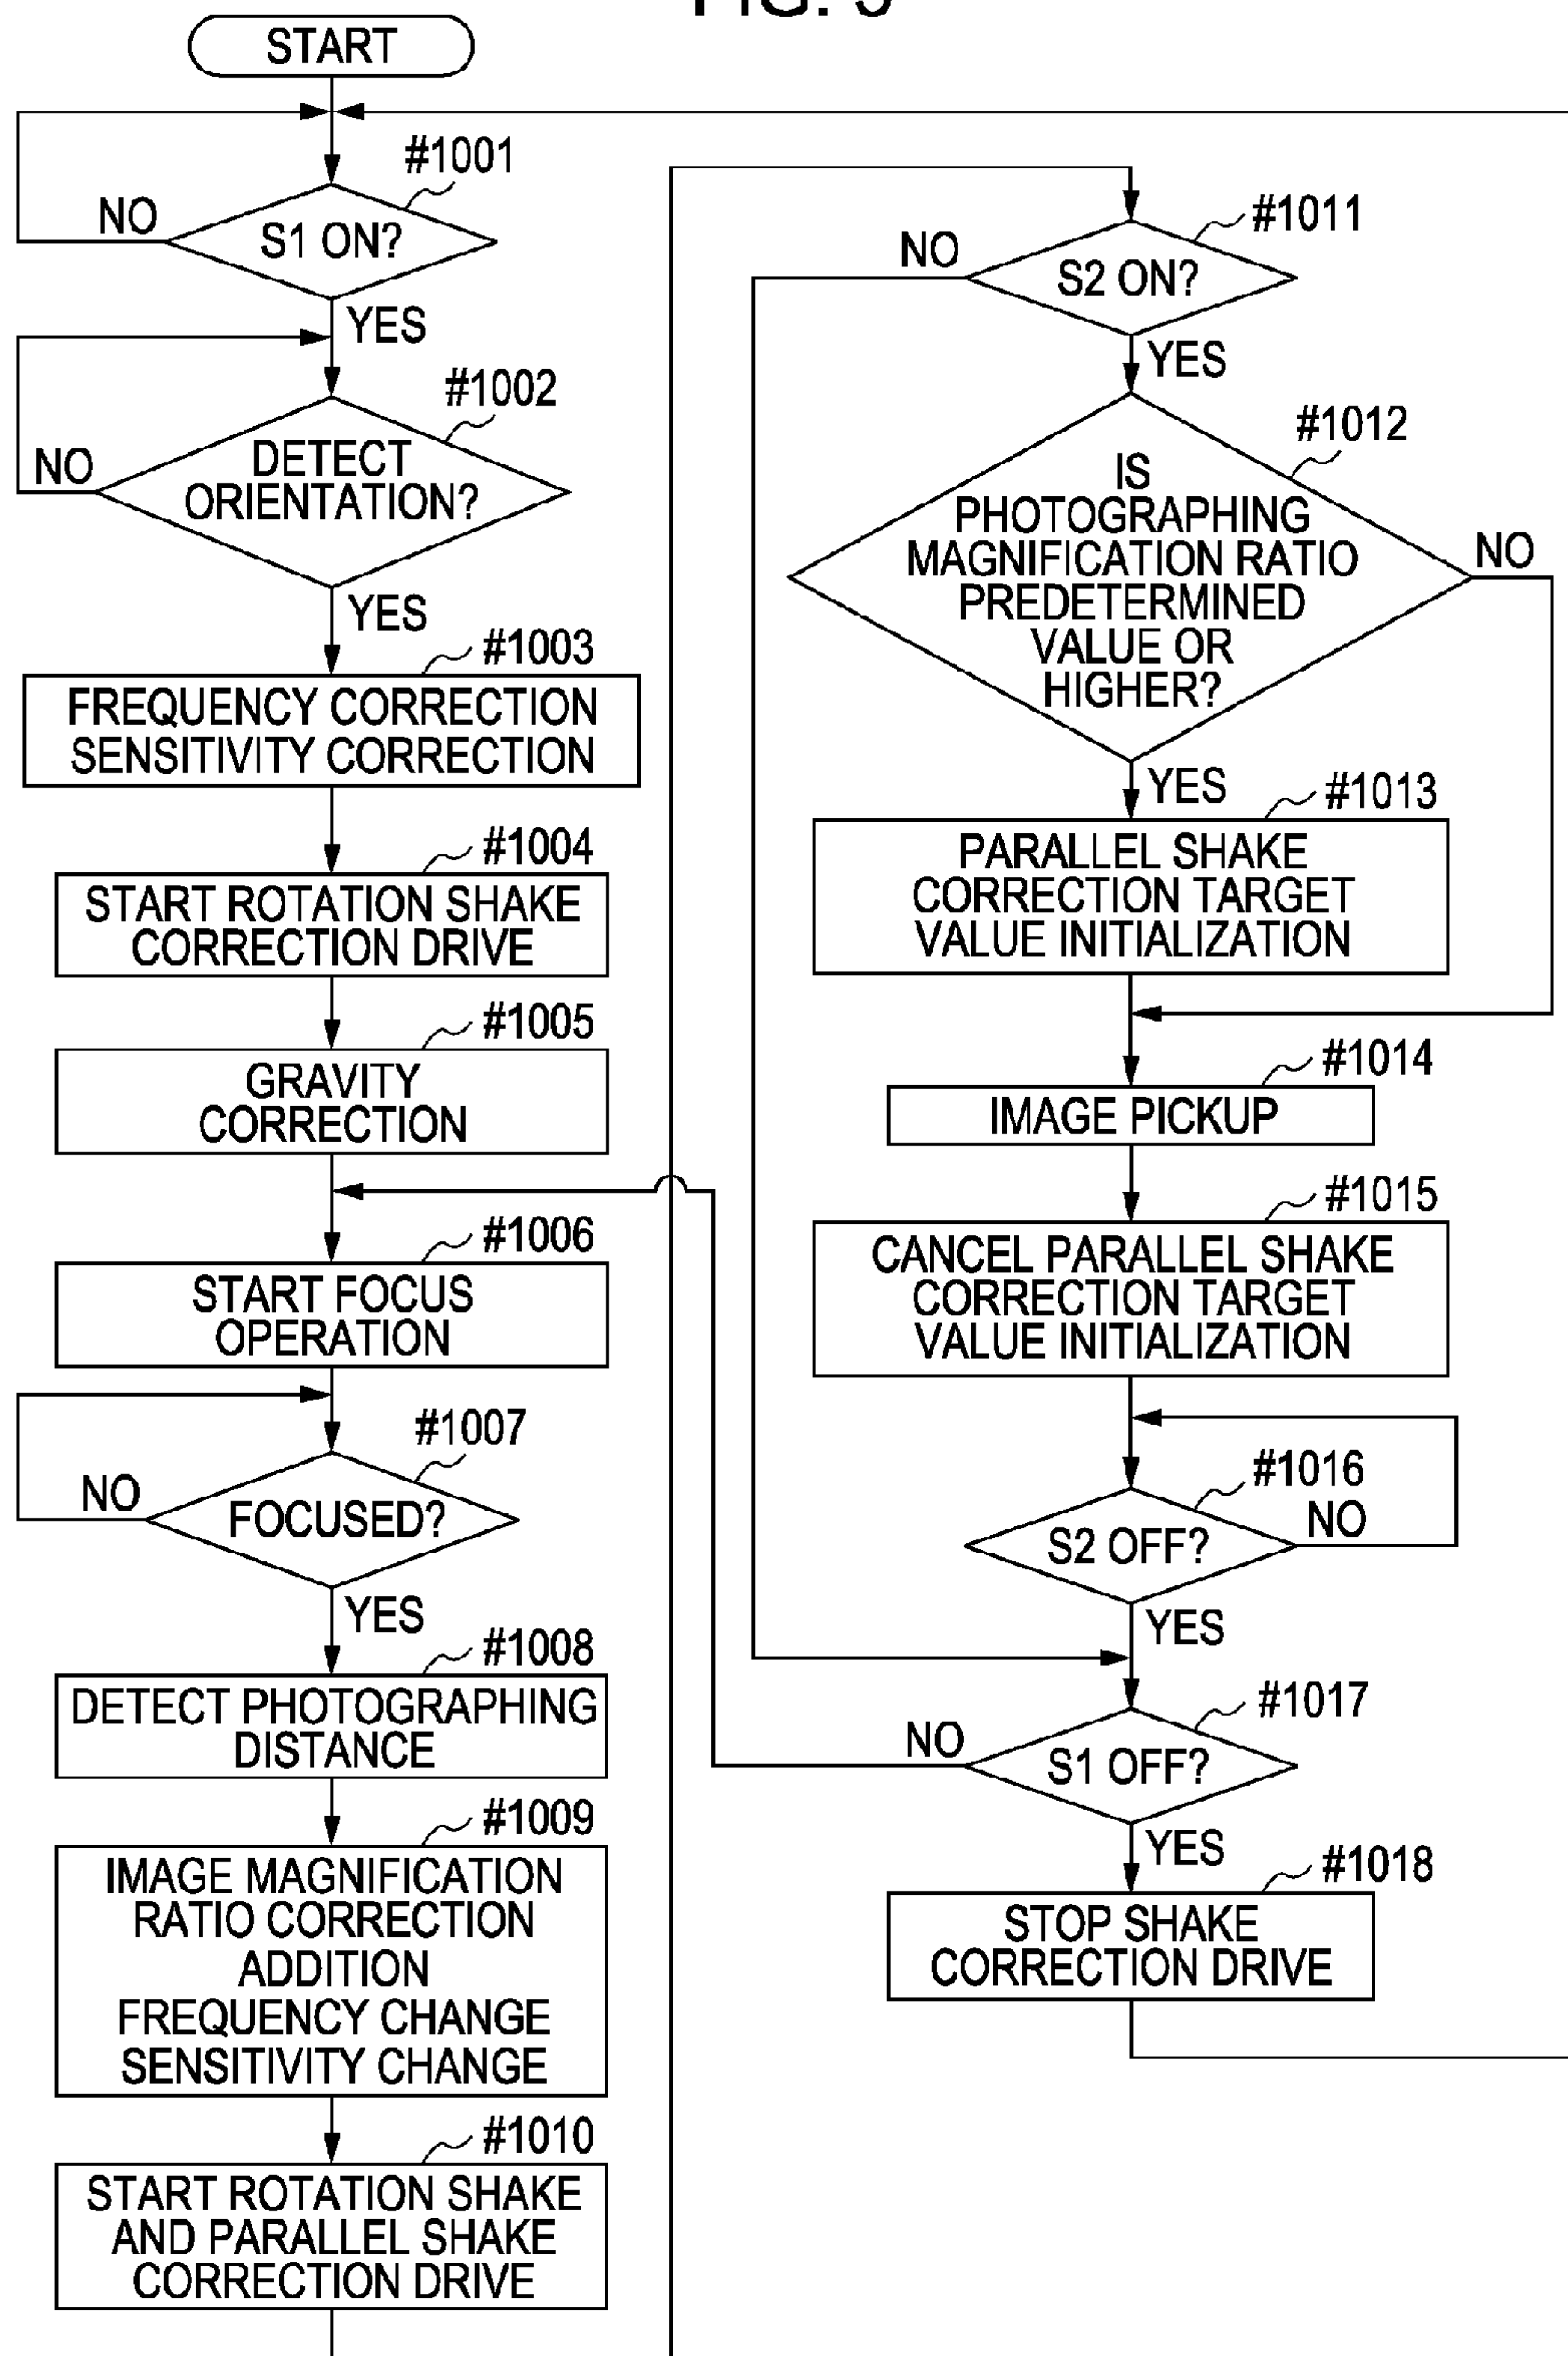 START
#1001
S1 ON?
NO
YES
#1002
DETECT
ORIENTATION?
NO
YES
#1003
FREQUENCY CORRECTION
SENSITIVITY CORRECTION
#1004
START ROTATION SHAKE
CORRECTION DRIVE
#1005
GRAVITY
CORRECTION
#1006
START FOCUS
OPERATION
#1007
FOCUSED?
NO
YES
#1008
DETECT PHOTOGRAPHING
DISTANCE
#1009
IMAGE MAGNIFICATION
RATIO CORRECTION
ADDITION
FREQUENCY CHANGE
SENSITIVITY CHANGE
#1010
START ROTATION SHAKE
AND PARALLEL SHAKE
CORRECTION DRIVE
#1011
S2 ON?
NO
YES
#1012
IS
PHOTOGRAPHING
MAGNIFICATION RATIO
PREDETERMINED
VALUE OR
HIGHER?
NO
YES
#1013
PARALLEL SHAKE
CORRECTION TARGET
VALUE INITIALIZATION
#1014
IMAGE PICKUP
#1015
CANCEL PARALLEL SHAKE
CORRECTION TARGET
VALUE INITIALIZATION
#1016
S2 OFF?
NO
YES
#1017
S1 OFF?
NO
YES
#1018
STOP SHAKE
CORRECTION DRIVE